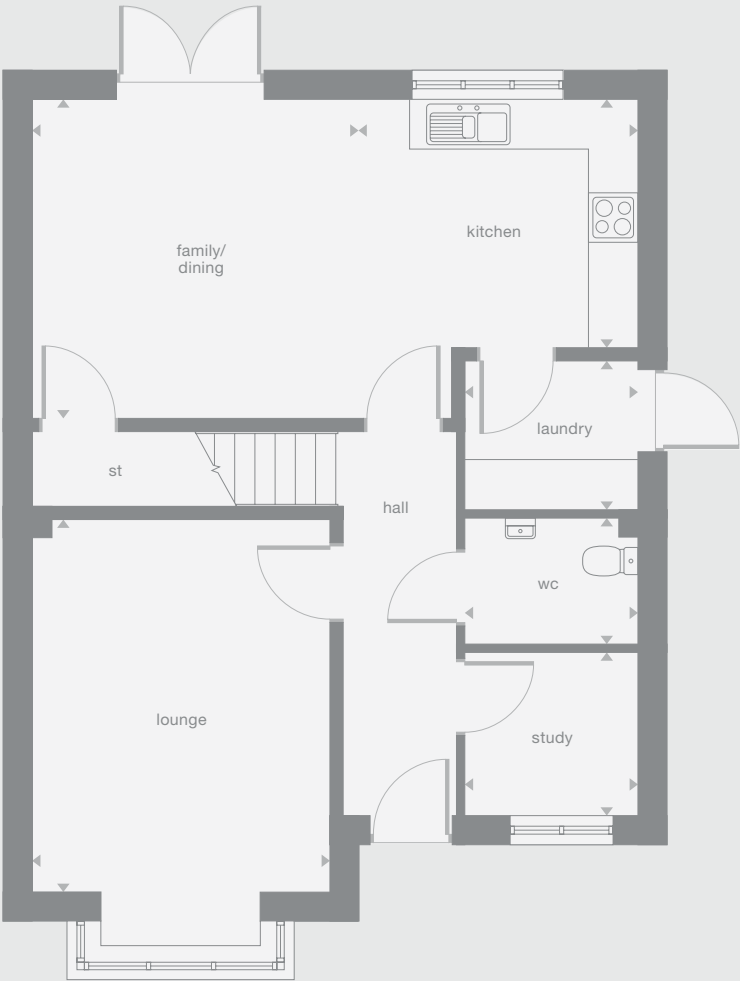 family/
dining
kitchen
laundry
st
hall
wc
lounge
study